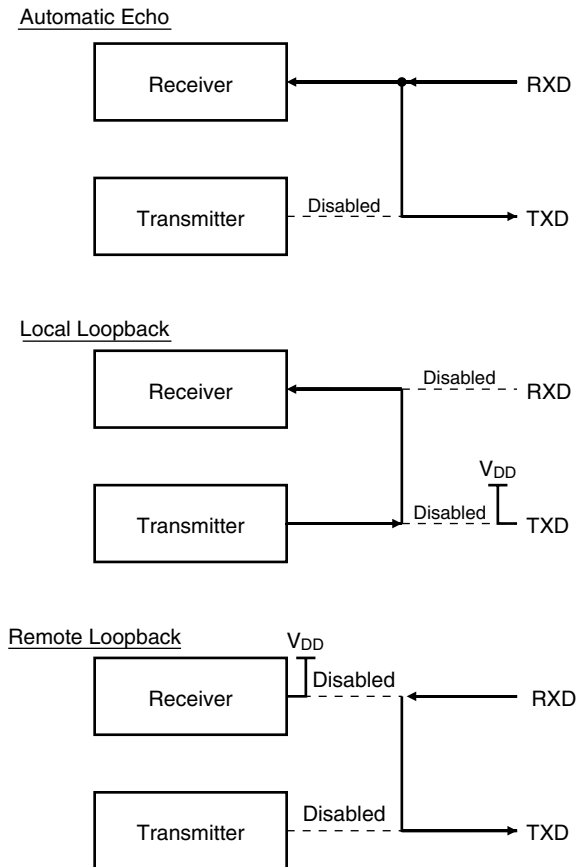 Automatic Echo
Receiver
RXD
Transmitter
Disabled
TXD
Local Loopback
Receiver
Disabled
RXD
VDD
Transmitter
Disabled
TXD
Remote Loopback
VDD
Receiver
Disabled
RXD
Transmitter
Disabled
TXD